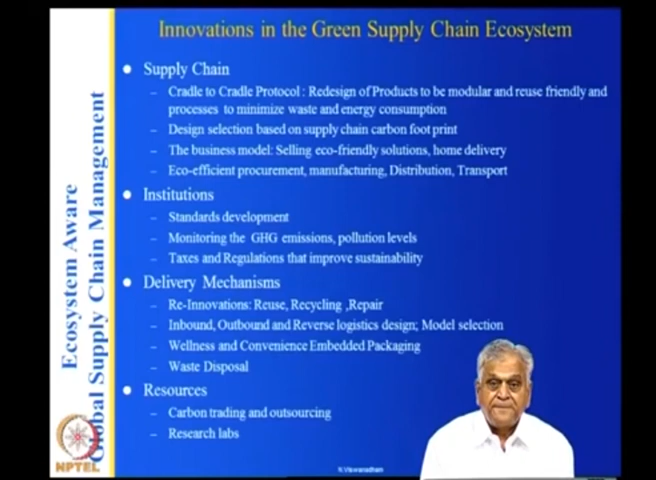 Innovations in the Green Supply Chain Ecosystem
Supply Chain
– Cradle to Cradle Protocol : Redesign of Products to be modular and reuse friendly and
processes to minimize waste and energy consumption
– Design selection based on supply chain carbon foot print
– The business model: Selling eco-friendly solutions, home delivery
– Eco-efficient procurement, manufacturing, Distribution, Transport
Institutions
– Standards development
– Monitoring the GHG emissions, pollution levels
– Taxes and Regulations that improve sustainability
Delivery Mechanisms
– Re-Innovations: Reuse, Recycling ,Repair
– Inbound, Outbound and Reverse logistics design; Model selection
– Wellness and Convenience Embedded Packaging
– Waste Disposal
Resources
– Carbon trading and outsourcing
– Research labs
Ecosystem Aware
Global Supply Chain Management
NPTEL
N.Viswanadham